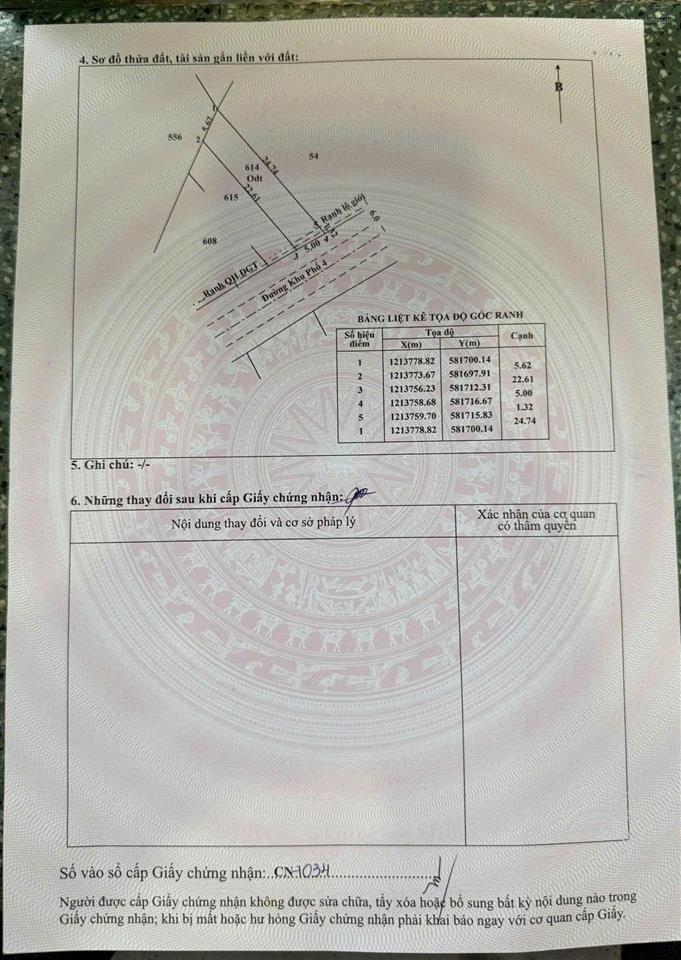 4. Sơ đồ thửa đất, tài sản gắn liền với đất:
B
1
5.62
2
556
24.74
54
614
Odt
22.61
615
608
Ranh lộ giới
5
1.32
4
6.0
5.00
3
Ranh QH ĐGT
Đường Khu Phố 4
BẢNG LIỆT KÊ TỌA ĐỘ GÓC RANH
Số hiệu điểm Tọa độ Cạnh
X(m) Y(m)
1 1213778.82 581700.14
5.62
2 1213773.67 581697.91
22.61
3 1213756.23 581712.31
5.00
4 1213758.68 581716.67
1.32
5 1213759.70 581715.83
24.74
1 1213778.82 581700.14
5. Ghi chú: -/-
6. Những thay đổi sau khi cấp Giấy chứng nhận:
Nội dung thay đổi và cơ sở pháp lý
Xác nhận của cơ quan
có thẩm quyền
Số vào sổ cấp Giấy chứng nhận:..CN7034
Người được cấp Giấy chứng nhận không được sửa chữa, tẩy xóa hoặc bổ sung bất kỳ nội dung nào trong
Giấy chứng nhận; khi bị mất hoặc hư hỏng Giấy chứng nhận phải khai báo ngay với cơ quan cấp Giấy.